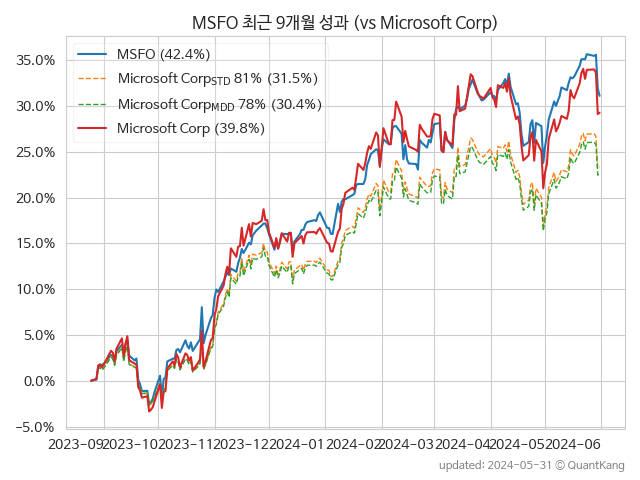 MSFO 최근 9개월 성과 (vs Microsoft Corp)
MSFO (42.4%)
Microsoft CorpSTD 81% (31.5%)
Microsoft CorpMDD 78% (30.4%)
Microsoft Corp (39.8%)
35.0%
30.0%
25.0%
20.0%
15.0%
10.0%
5.0%
0.0%
−5.0%
2023-09 2023-10 2023-11 2023-12 2024-01 2024-02 2024-03 2024-04 2024-05 2024-06
updated: 2024-05-31 ⓒ QuantKang